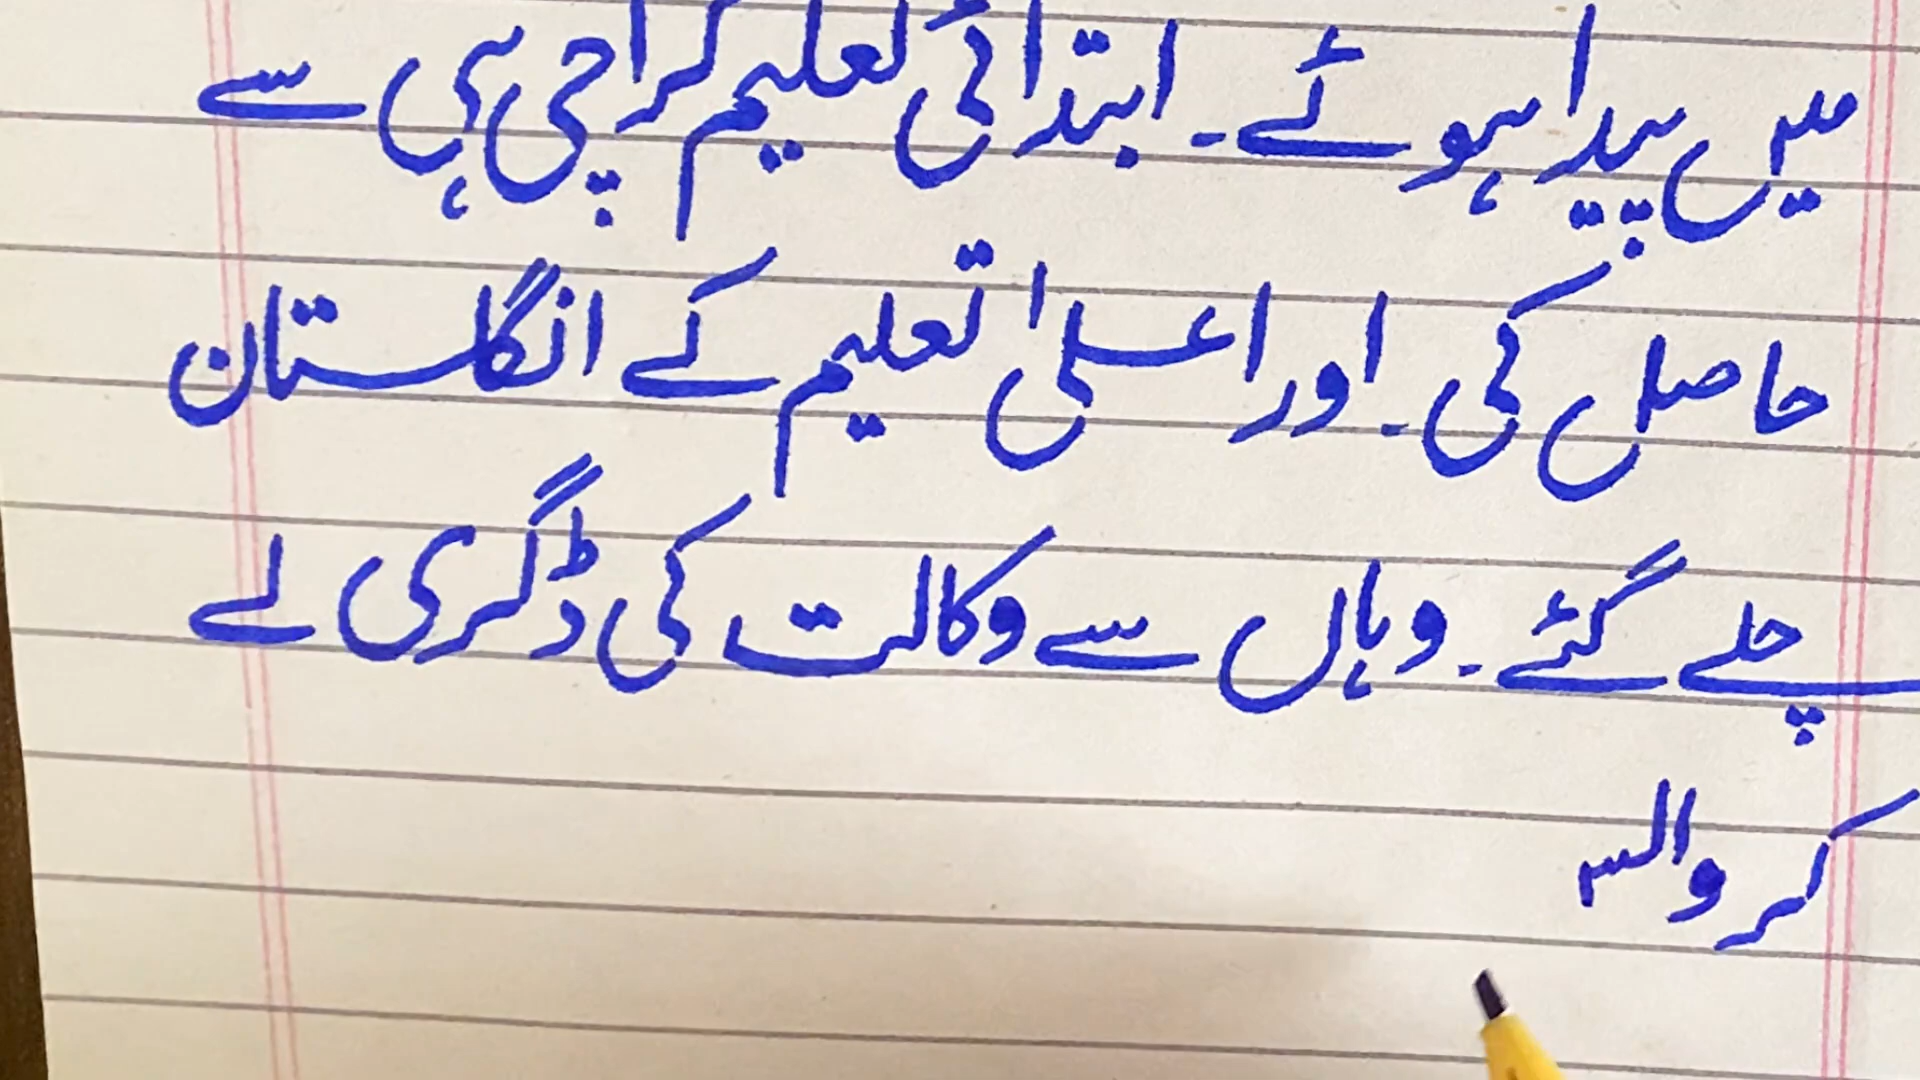 میں پیدا ہوئے۔ ابتدائی تعلیم کراچی ہی سے
حاصل کی۔ اور اعلیٰ تعلیم کے انگلستان
چلے گئے۔ وہاں سے وکالت کی ڈگری لے
کر